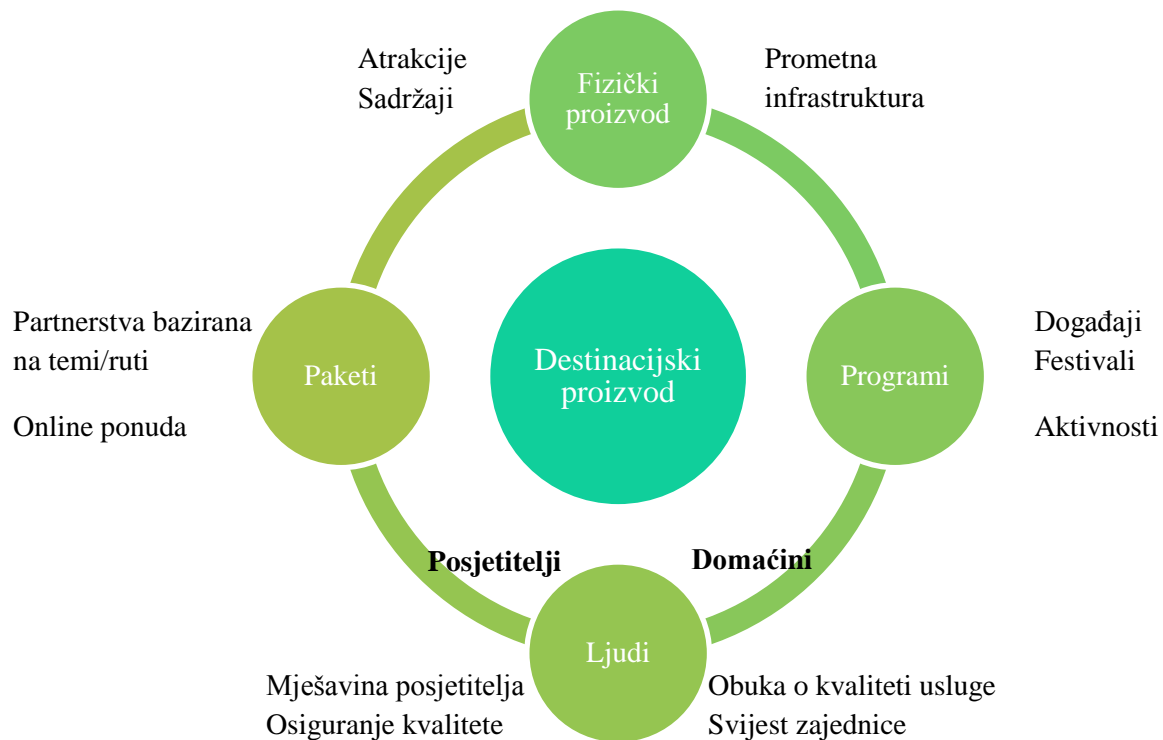 Atrakcije
Sadržaji
Fizički
proizvod
Prometna
infrastruktura
Partnerstva bazirana
na temi/ruti
Online ponuda
Paketi
Destinacijski
proizvod
Programi
Događaji
Festivali
Aktivnosti
Posjetitelji
Domaćini
Ljudi
Mješavina posjetitelja
Osiguranje kvalitete
Obuka o kvaliteti usluge
Svijest zajednice